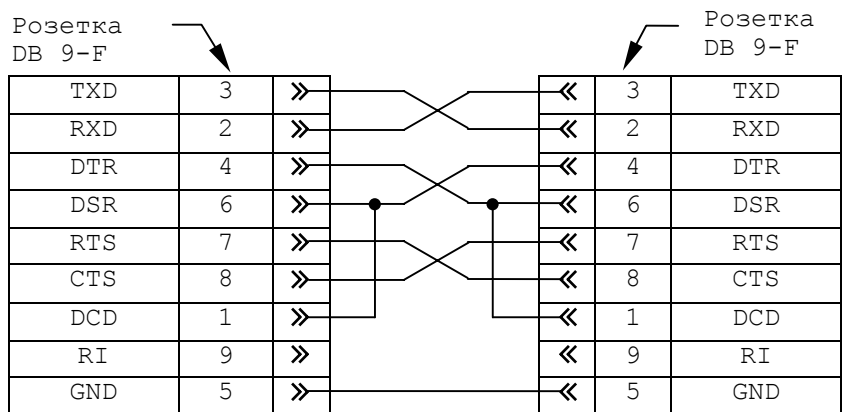 Розетка
DB 9-F
Розетка
DB 9-F
TXD 3 3 TXD
RXD 2 2 RXD
DTR 4 4 DTR
DSR 6 6 DSR
RTS 7 7 RTS
CTS 8 8 CTS
DCD 1 1 DCD
RI 9 9 RI
GND 5 5 GND